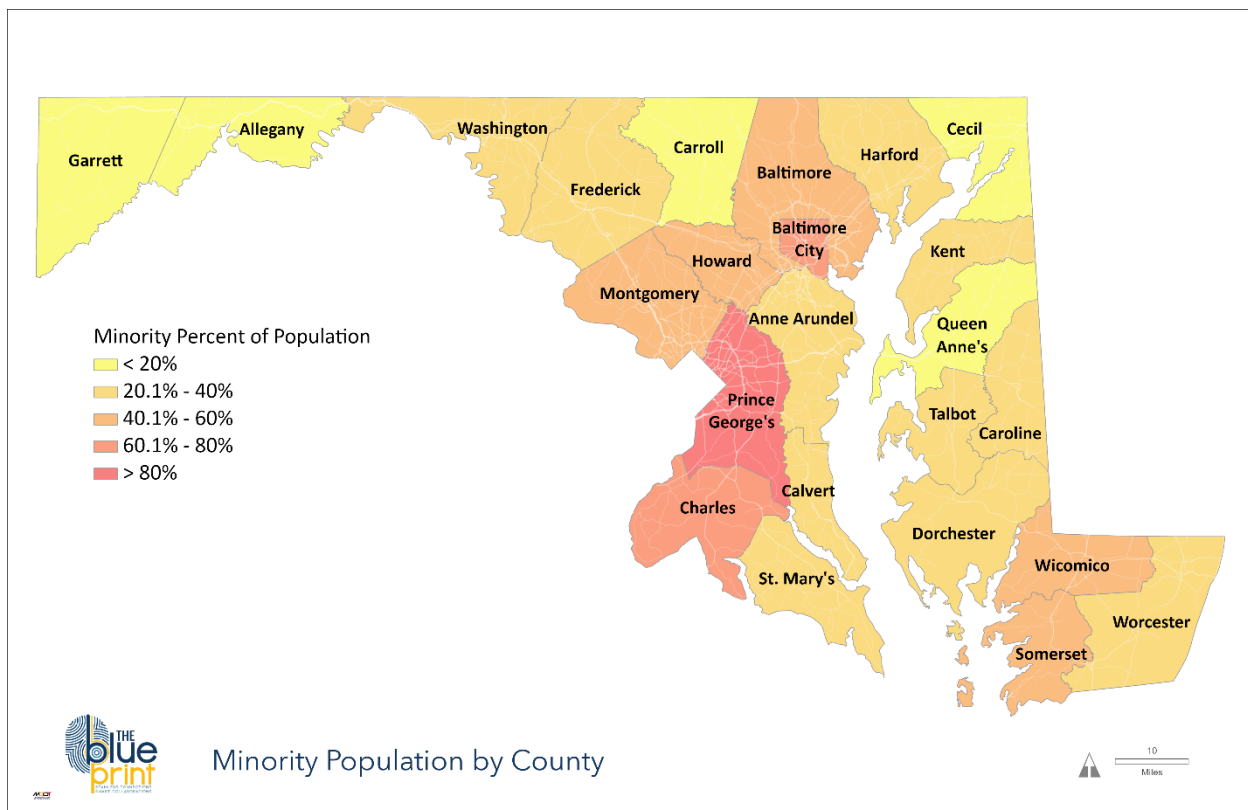 Garrett
Allegany
Washington
Frederick
Carroll
Baltimore
Harford
Cecil
Baltimore
City
Kent
Howard
Montgomery
Anne Arundel
Queen
Anne's
Minority Percent of Population
< 20%
20.1% - 40%
40.1% - 60%
60.1% - 80%
> 80%
Prince
George's
Talbot
Caroline
Calvert
Charles
Dorchester
St. Mary's
Wicomico
Worcester
Somerset
THE
blue
print
Minority Population by County
10
Miles